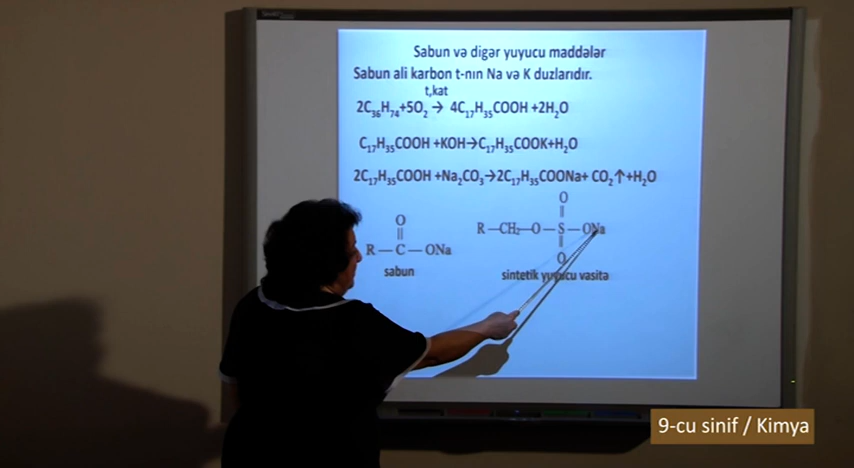 Sabun və digər yuyucu maddələr
Sabun ali karbon t-nın Na və K duzlarıdır.
t,kat
2C₃₆H₇₄+5O₂ → 4C₁₇H₃₅COOH +2H₂O
C₁₇H₃₅COOH +KOH→C₁₇H₃₅COOK+H₂O
2C₁₇H₃₅COOH +Na₂CO₃→2C₁₇H₃₅COONa+ CO₂↑+H₂O
O
||
R — C — ONa
sabun
O
||
R —CH₂—O — S — ONa
||
O
sintetik yuyucu vasitə
9-cu sinif / Kimya